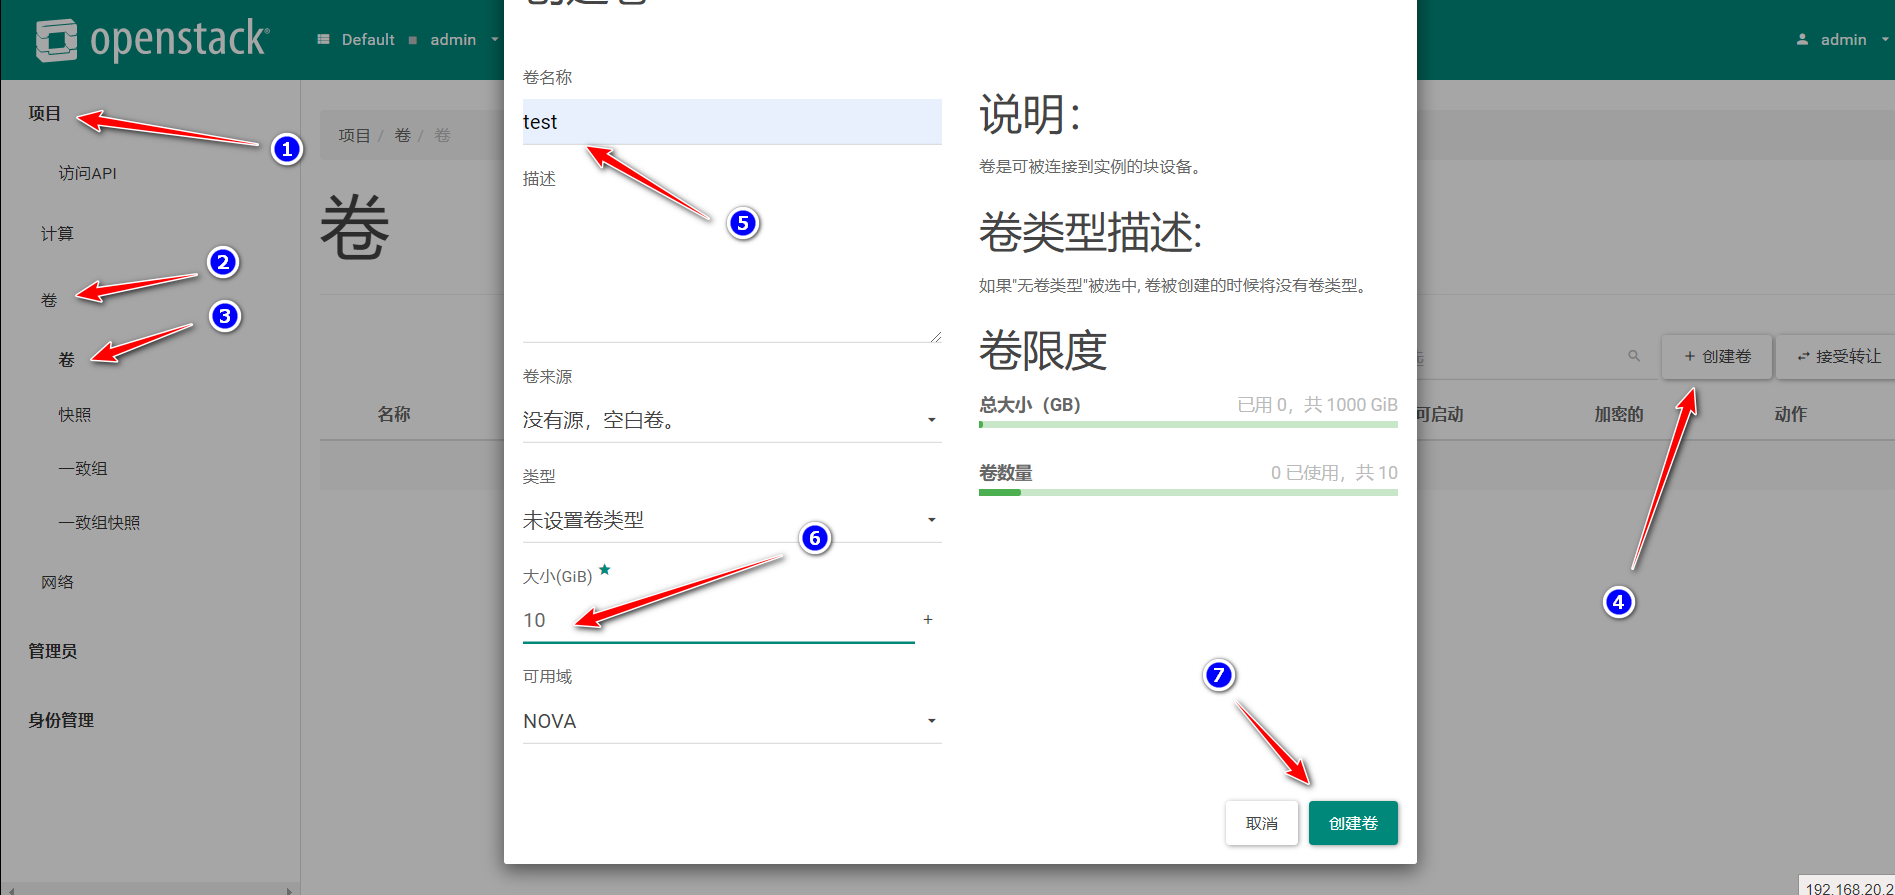 openstack
Default
admin
admin
项目
访问API
计算
卷
卷
快照
一致组
一致组快照
网络
管理员
身份管理
1
2
3
项目 / 卷 / 卷
卷
名称
创建卷
卷名称
test
5
描述
卷来源
没有源，空白卷。
类型
未设置卷类型
6
大小(GiB)
10
+
可用域
NOVA
说明：
卷是可被连接到实例的块设备。
卷类型描述:
如果"无卷类型"被选中, 卷被创建的时候将没有卷类型。
卷限度
总大小（GB） 已用 0，共 1000 GiB
卷数量 0 已使用，共 10
7
取消
创建卷
+ 创建卷
接受转让
可启动
加密的
动作
4
192.168.20.2